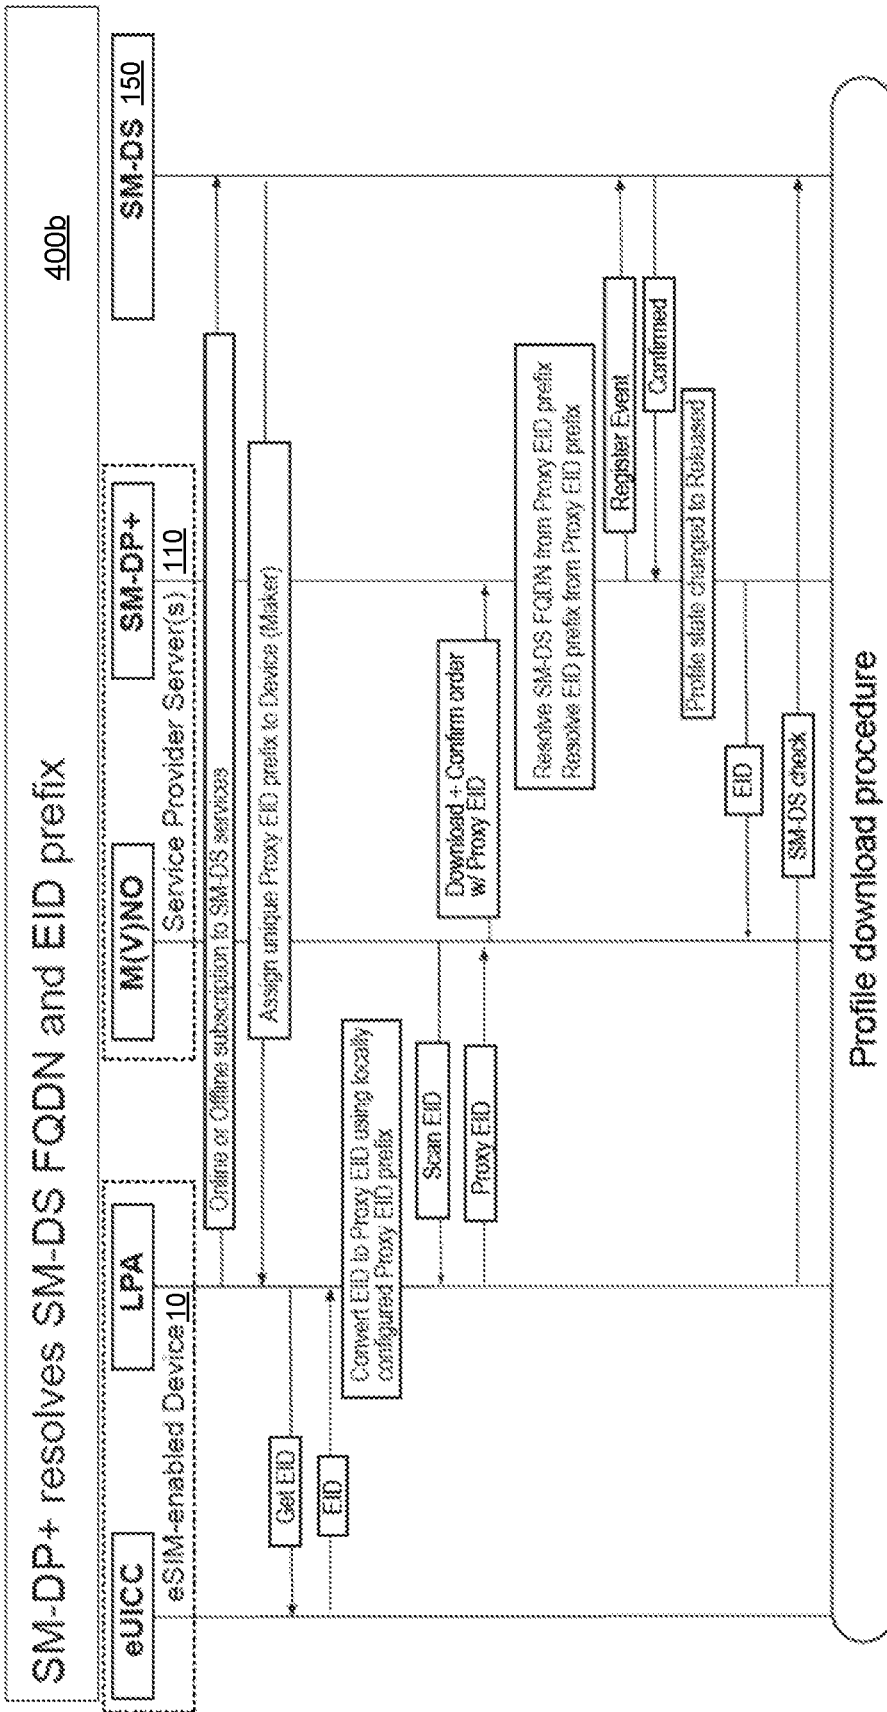 SM-DP+ resolves SM-DS FQDN and EID prefix
400b
eUICC
LPA
M(V)NO
SM-DP+
SM-DS 150
eSIM-enabled Device 10
Service Provider Server(s) 110
Online or Offline subscription to SM-DS services
Assign unique Proxy EID prefix to Device (Maker)
Get EID
EID
Convert EID to Proxy EID using locally
configured Proxy EID prefix
Scan EID
Proxy EID
Download + Confirm order
w/ Proxy EID
Resolve SM-DS FQDN from Proxy EID prefix
Resolve EID prefix from Proxy EID prefix
Register Event
Confirmed
Profile state changed to Released
EID
SM-DS check
Profile download procedure